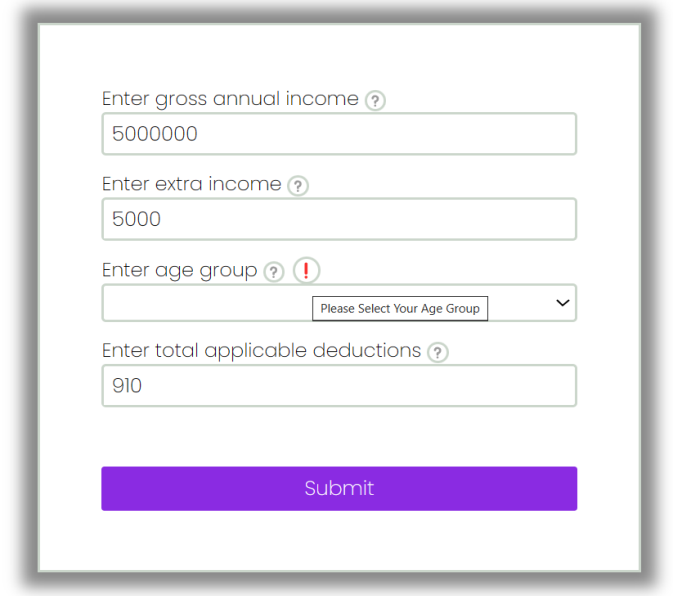 Enter gross annual income ?
5000000
Enter extra income ?
5000
Enter age group ? !
Please Select Your Age Group
Enter total applicable deductions ?
910
Submit